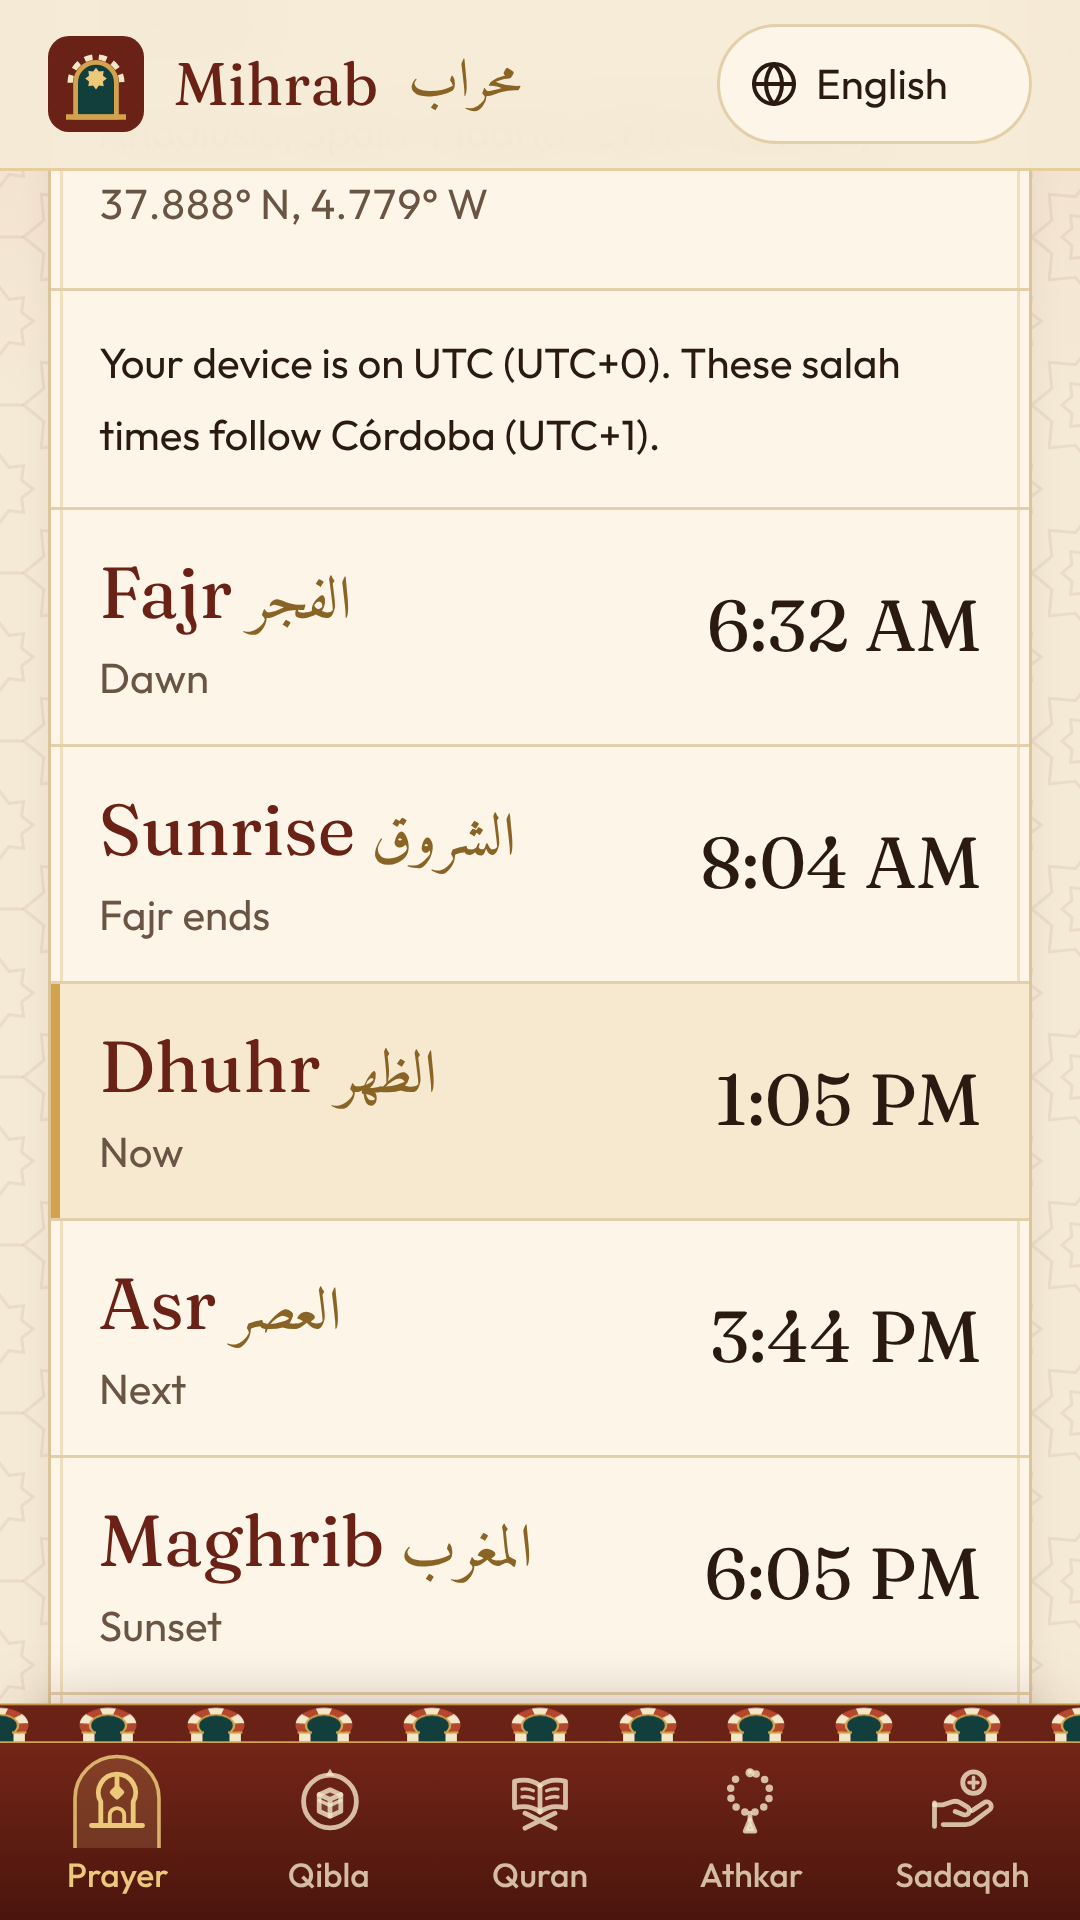 Mihrab محراب
English
37.888° N, 4.779° W
Your device is on UTC (UTC+0). These salah
times follow Córdoba (UTC+1).
Fajr الفجر
6:32 AM
Dawn
Sunrise الشروق
8:04 AM
Fajr ends
Dhuhr الظهر
1:05 PM
Now
Asr العصر
3:44 PM
Next
Maghrib المغرب
6:05 PM
Sunset
Prayer
Qibla
Quran
Athkar
Sadaqah